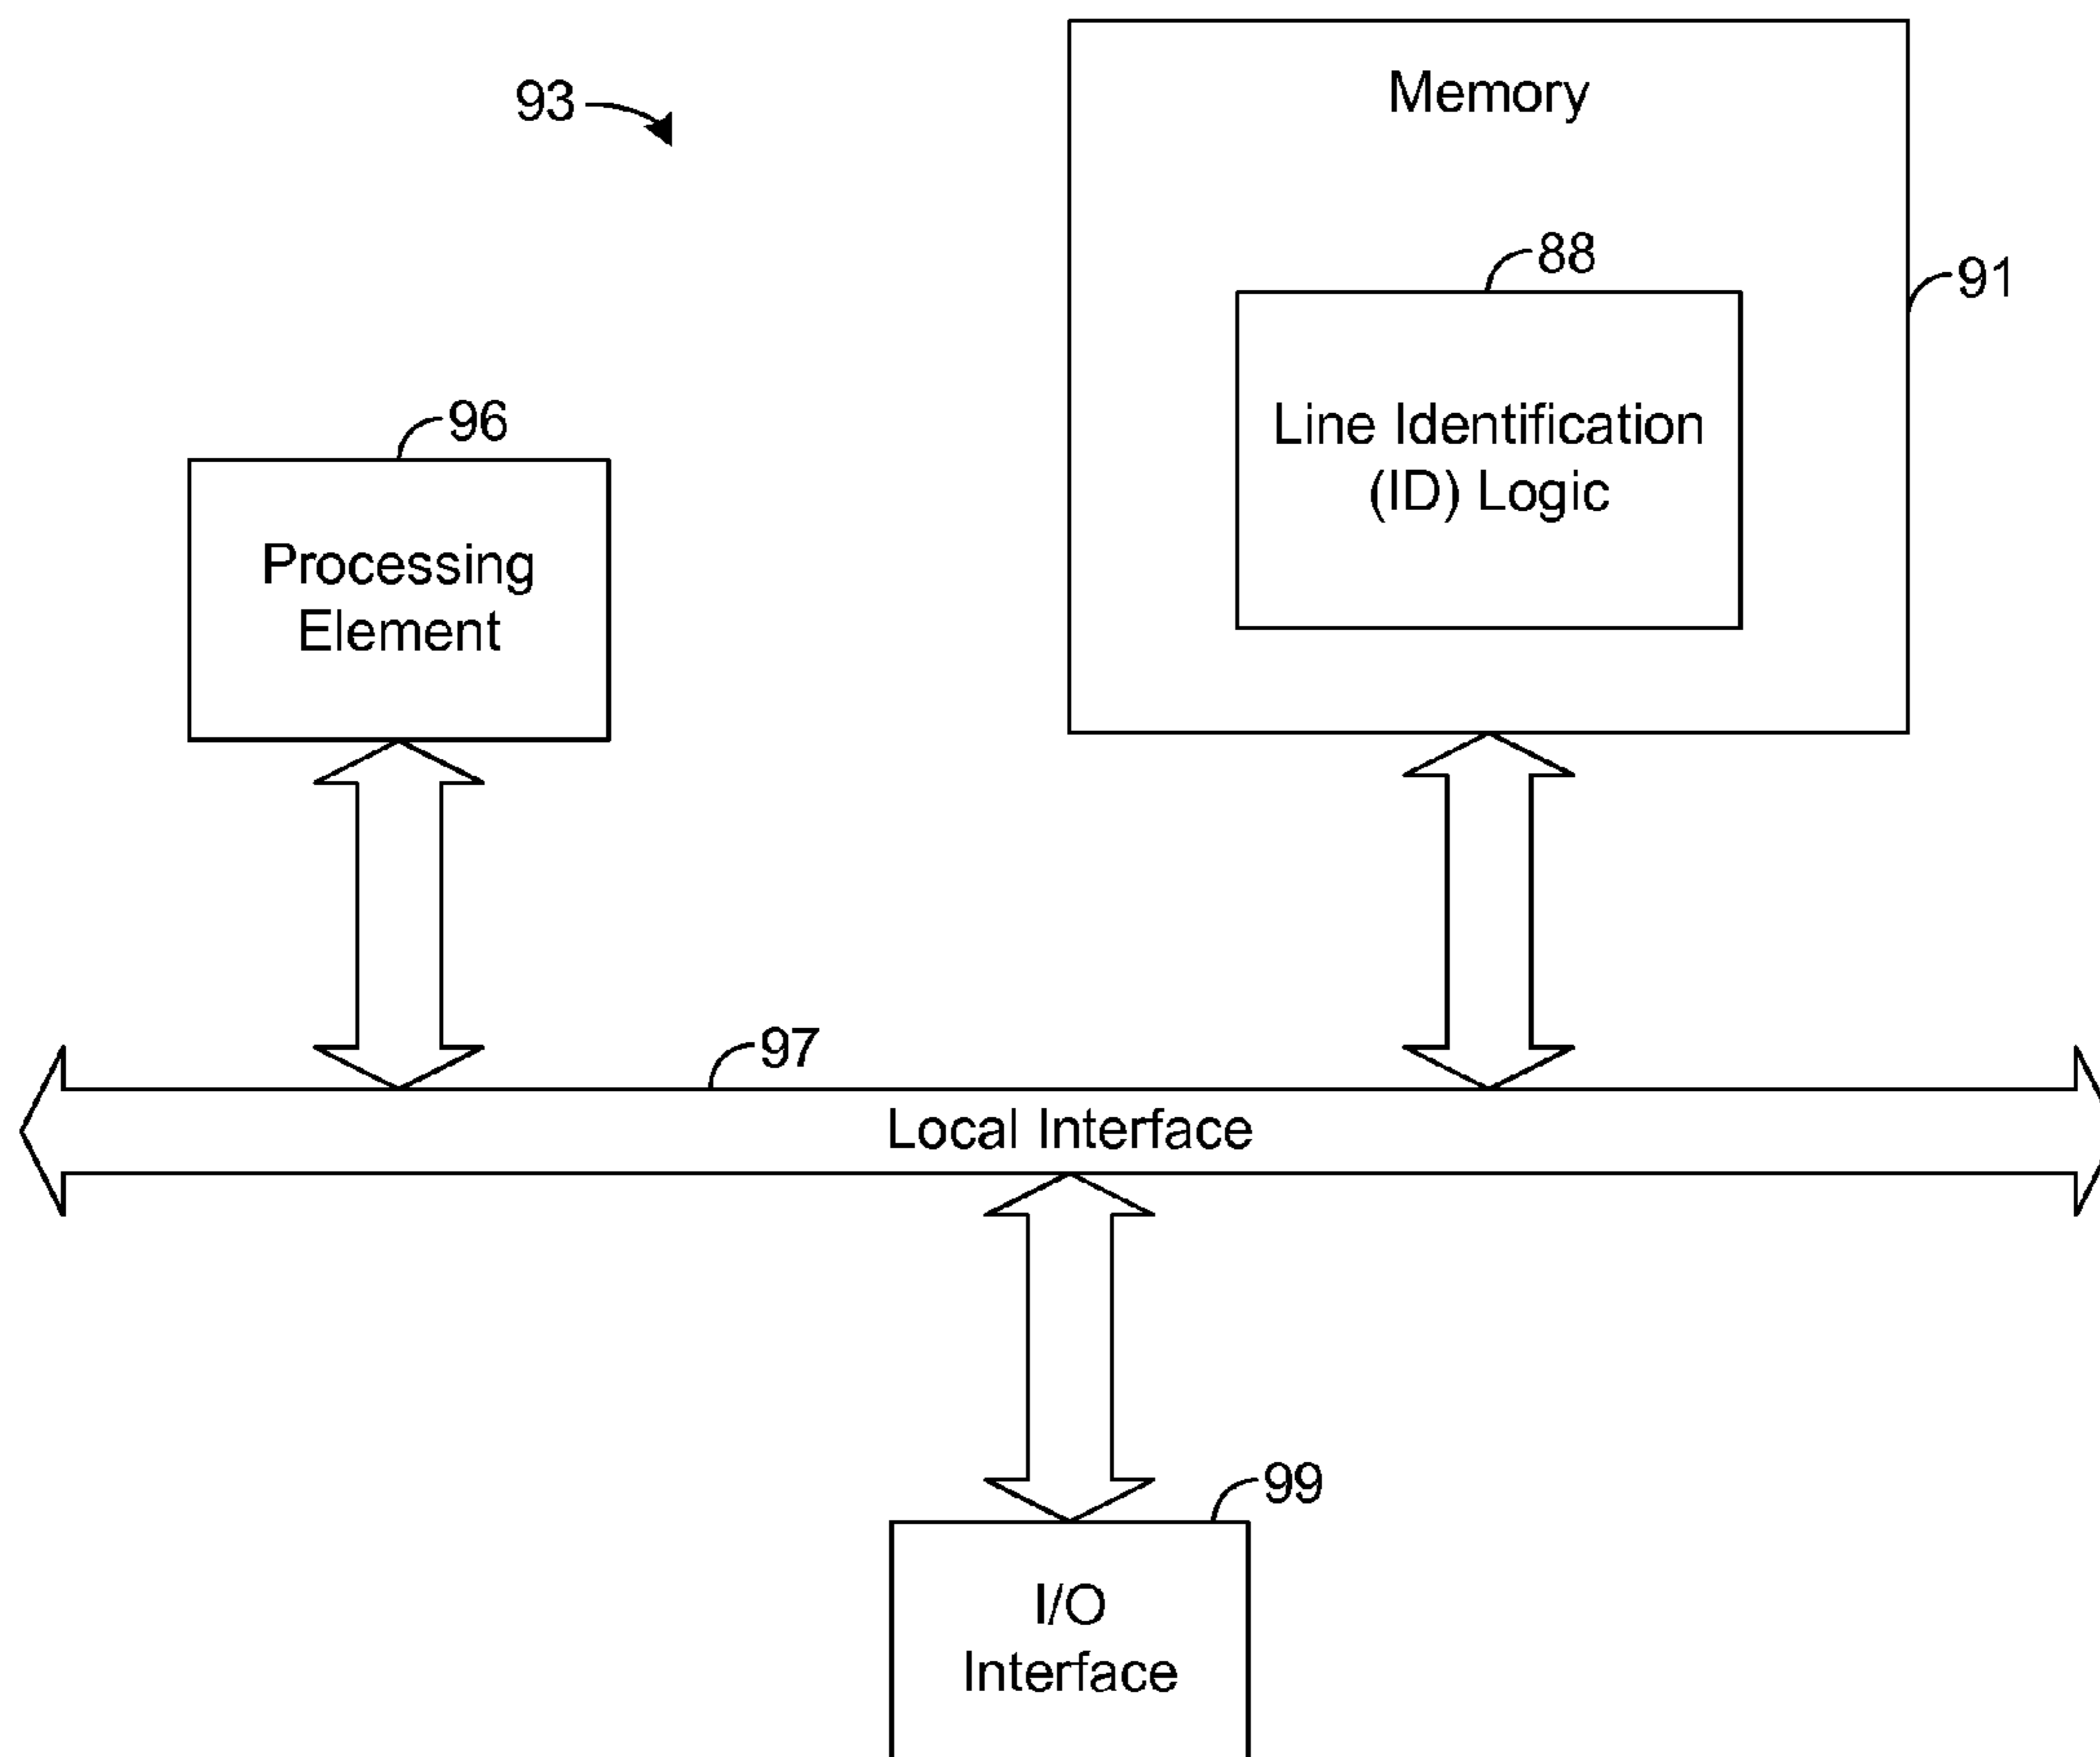 93
Memory
88
91
Line Identification
(ID) Logic
96
Processing
Element
97
Local Interface
99
I/O
Interface